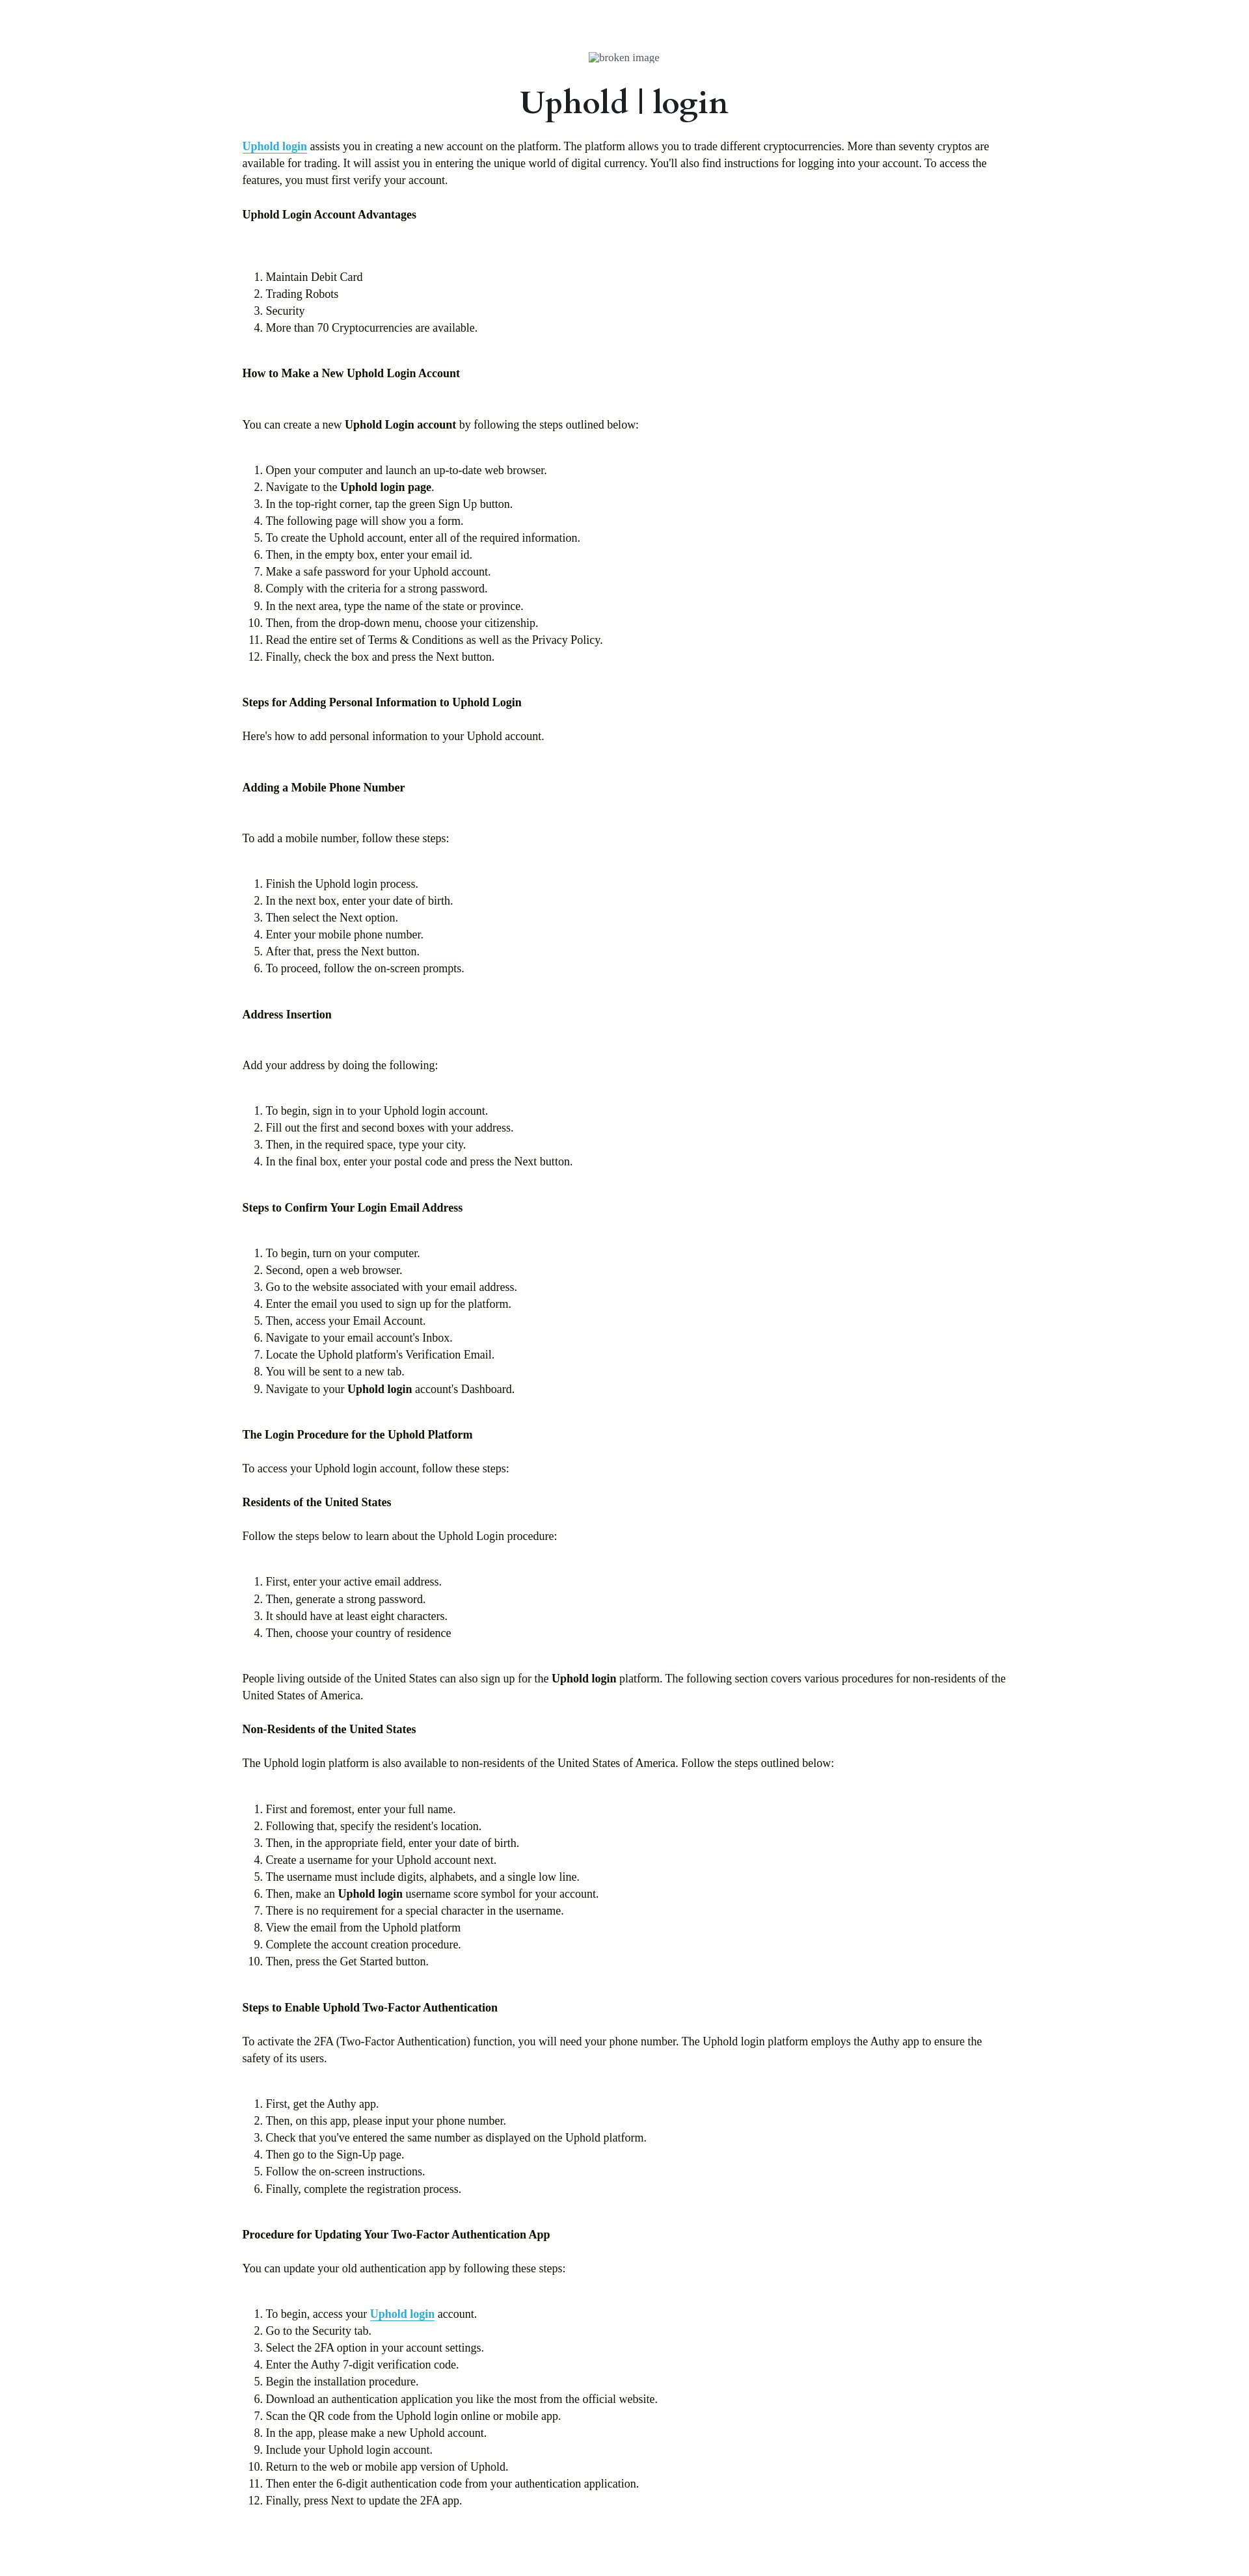 broken image
Uphold | login
Uphold login assists you in creating a new account on the platform. The platform allows you to trade different cryptocurrencies. More than seventy cryptos are
available for trading. It will assist you in entering the unique world of digital currency. You'll also find instructions for logging into your account. To access the
features, you must first verify your account.
Uphold Login Account Advantages
1. Maintain Debit Card
2. Trading Robots
3. Security
4. More than 70 Cryptocurrencies are available.
How to Make a New Uphold Login Account
You can create a new Uphold Login account by following the steps outlined below:
1. Open your computer and launch an up-to-date web browser.
2. Navigate to the Uphold login page.
3. In the top-right corner, tap the green Sign Up button.
4. The following page will show you a form.
5. To create the Uphold account, enter all of the required information.
6. Then, in the empty box, enter your email id.
7. Make a safe password for your Uphold account.
8. Comply with the criteria for a strong password.
9. In the next area, type the name of the state or province.
10. Then, from the drop-down menu, choose your citizenship.
11. Read the entire set of Terms & Conditions as well as the Privacy Policy.
12. Finally, check the box and press the Next button.
Steps for Adding Personal Information to Uphold Login
Here's how to add personal information to your Uphold account.
Adding a Mobile Phone Number
To add a mobile number, follow these steps:
1. Finish the Uphold login process.
2. In the next box, enter your date of birth.
3. Then select the Next option.
4. Enter your mobile phone number.
5. After that, press the Next button.
6. To proceed, follow the on-screen prompts.
Address Insertion
Add your address by doing the following:
1. To begin, sign in to your Uphold login account.
2. Fill out the first and second boxes with your address.
3. Then, in the required space, type your city.
4. In the final box, enter your postal code and press the Next button.
Steps to Confirm Your Login Email Address
1. To begin, turn on your computer.
2. Second, open a web browser.
3. Go to the website associated with your email address.
4. Enter the email you used to sign up for the platform.
5. Then, access your Email Account.
6. Navigate to your email account's Inbox.
7. Locate the Uphold platform's Verification Email.
8. You will be sent to a new tab.
9. Navigate to your Uphold login account's Dashboard.
The Login Procedure for the Uphold Platform
To access your Uphold login account, follow these steps:
Residents of the United States
Follow the steps below to learn about the Uphold Login procedure:
1. First, enter your active email address.
2. Then, generate a strong password.
3. It should have at least eight characters.
4. Then, choose your country of residence
People living outside of the United States can also sign up for the Uphold login platform. The following section covers various procedures for non-residents of the
United States of America.
Non-Residents of the United States
The Uphold login platform is also available to non-residents of the United States of America. Follow the steps outlined below:
1. First and foremost, enter your full name.
2. Following that, specify the resident's location.
3. Then, in the appropriate field, enter your date of birth.
4. Create a username for your Uphold account next.
5. The username must include digits, alphabets, and a single low line.
6. Then, make an Uphold login username score symbol for your account.
7. There is no requirement for a special character in the username.
8. View the email from the Uphold platform
9. Complete the account creation procedure.
10. Then, press the Get Started button.
Steps to Enable Uphold Two-Factor Authentication
To activate the 2FA (Two-Factor Authentication) function, you will need your phone number. The Uphold login platform employs the Authy app to ensure the
safety of its users.
1. First, get the Authy app.
2. Then, on this app, please input your phone number.
3. Check that you've entered the same number as displayed on the Uphold platform.
4. Then go to the Sign-Up page.
5. Follow the on-screen instructions.
6. Finally, complete the registration process.
Procedure for Updating Your Two-Factor Authentication App
You can update your old authentication app by following these steps:
1. To begin, access your Uphold login account.
2. Go to the Security tab.
3. Select the 2FA option in your account settings.
4. Enter the Authy 7-digit verification code.
5. Begin the installation procedure.
6. Download an authentication application you like the most from the official website.
7. Scan the QR code from the Uphold login online or mobile app.
8. In the app, please make a new Uphold account.
9. Include your Uphold login account.
10. Return to the web or mobile app version of Uphold.
11. Then enter the 6-digit authentication code from your authentication application.
12. Finally, press Next to update the 2FA app.